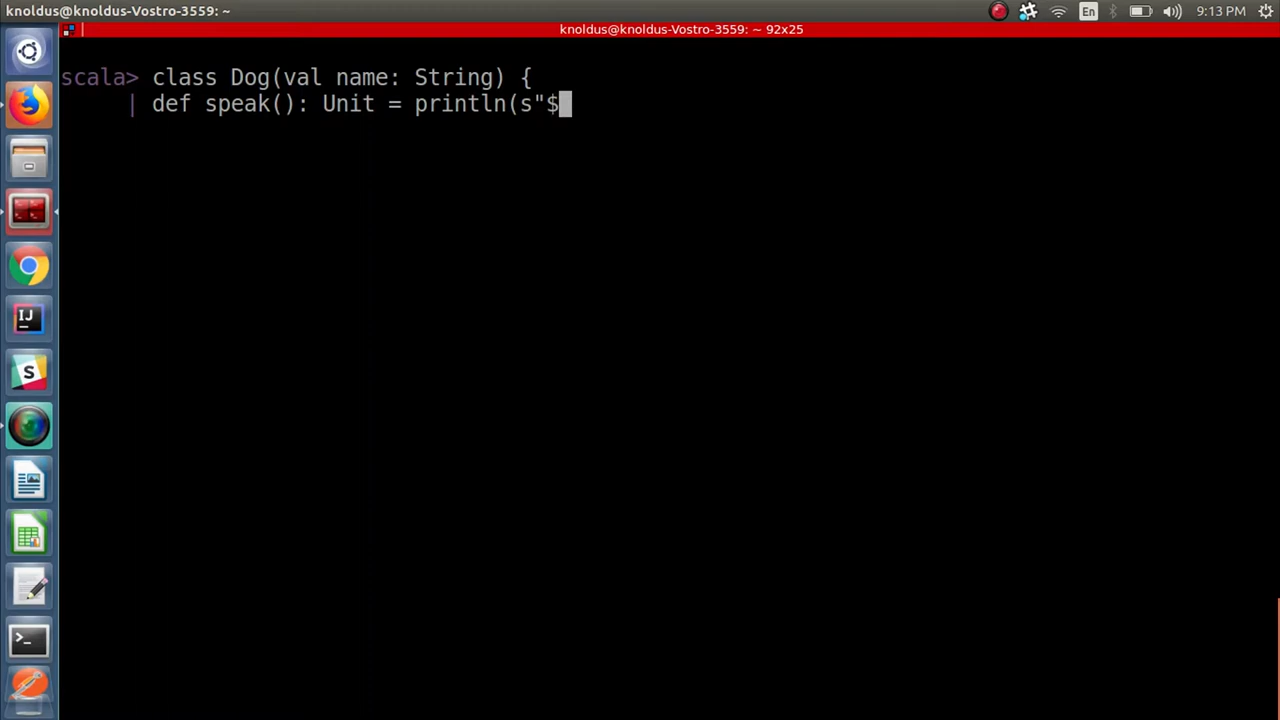 knoldus@knoldus-Vostro-3559: ~
En
9:13 PM
knoldus@knoldus-Vostro-3559: ~ 92x25
scala> class Dog(val name: String) {
| def speak(): Unit = println(s"$
IJ
S
>_